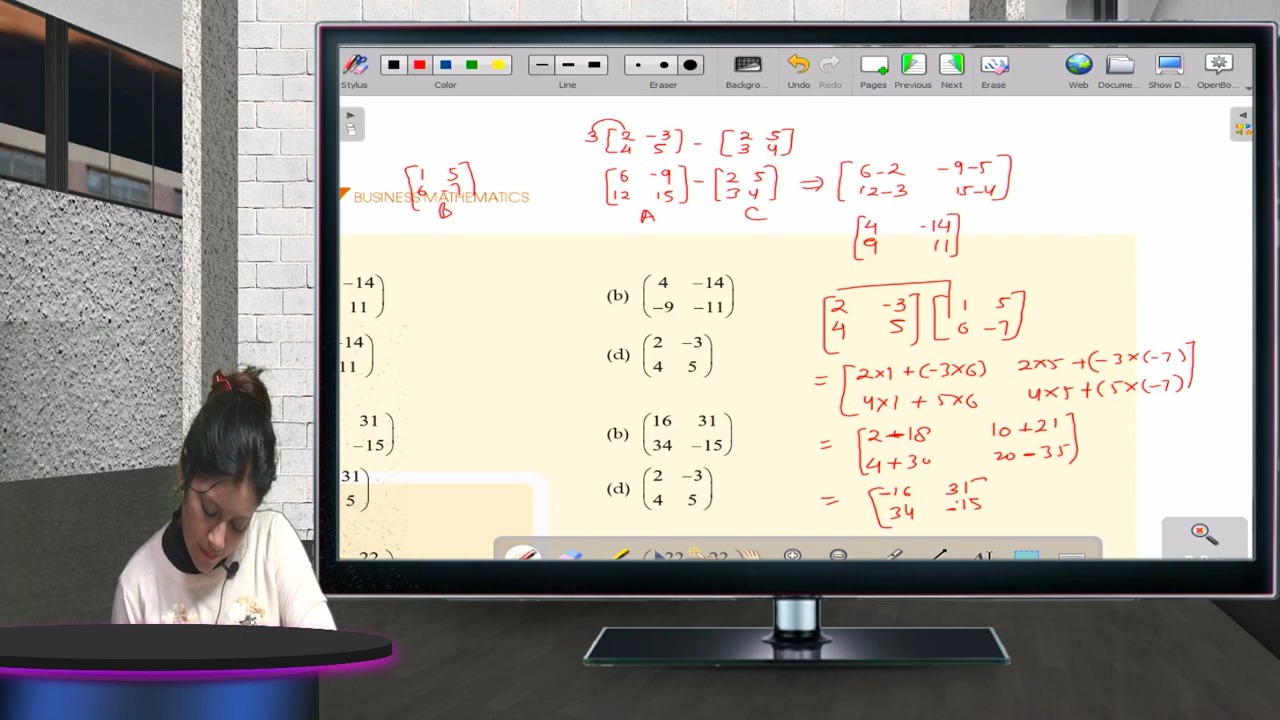 Stylus Color Line Eraser Backgro... Undo Redo Pages Previous Next Erase Web Docume... Show D... OpenBo...
3 [2 -3] - [2 5]
[4 5] [3 4]
[1 5] [6 -9] - [2 5] ⇒ [6-2 -9-5]
[6 -7] [12 15] [3 4] [12-3 15-4]
BUSINESS MATHEMATICS
B A C
[4 -14]
[9 11]
-14 (b) (4 -14)
11 (-9 -11)
[2 -3] [1 5]
[4 5] [6 -7]
-14 (d) (2 -3)
11 (4 5)
= [2×1 + (-3×6) 2×5 + (-3×(-7)]
[4×1 + 5×6 4×5 + (5×(-7)]
31 (b) (16 31)
-15 (34 -15)
= [2-18 10+21]
[4+30 20-35]
31 (d) (2 -3)
5 (4 5)
= [-16 31]
[34 -15]